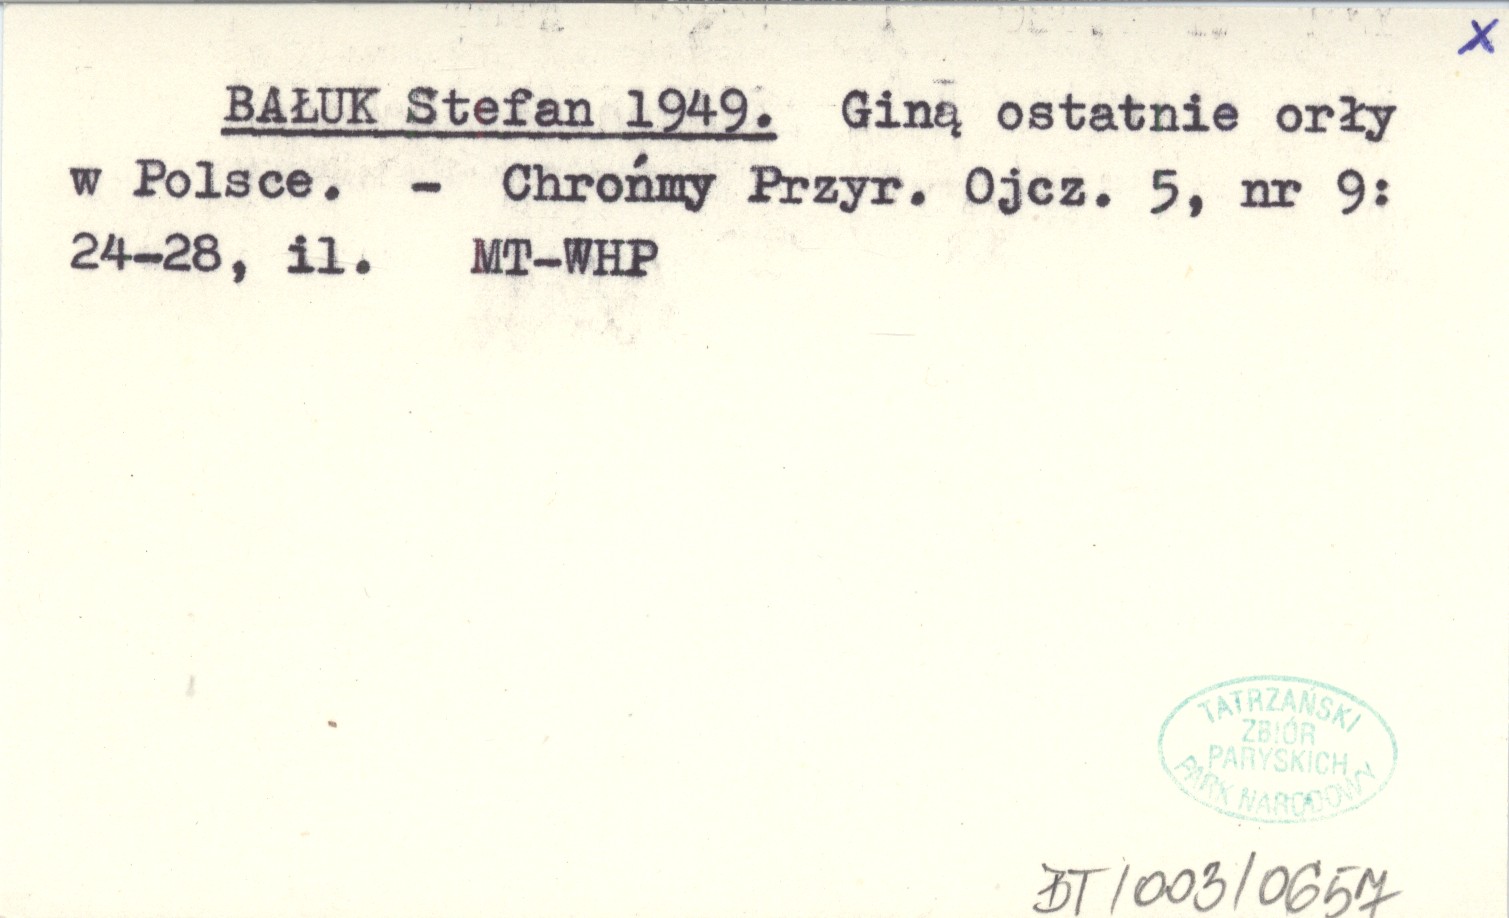 x
BAŁUK Stefan 1949. Giną ostatnie orły
w Polsce. - Chrońmy Przyr. Ojcz. 5, nr 9:
24-28, il. MT-WHP
TATRZAŃSKI
ZBIÓR
PARYSKICH
PARK NARODOWY
BT/003/0657